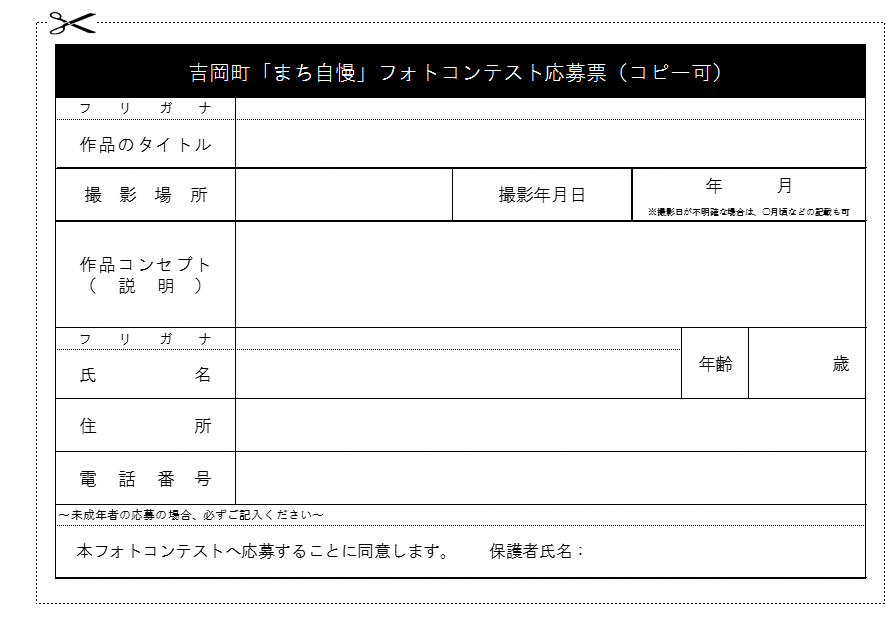 吉岡町「まち自慢」フォトコンテスト応募票（コピー可）
フリガナ
作品のタイトル
撮影場所
撮影年月日
年　月
※撮影日が不明確な場合は、○月頃などの記載も可
作品コンセプト
（説明）
フリガナ
氏名
年齢
歳
住所
電話番号
～未成年者の応募の場合、必ずご記入ください～
本フォトコンテストへ応募することに同意します。　保護者氏名：